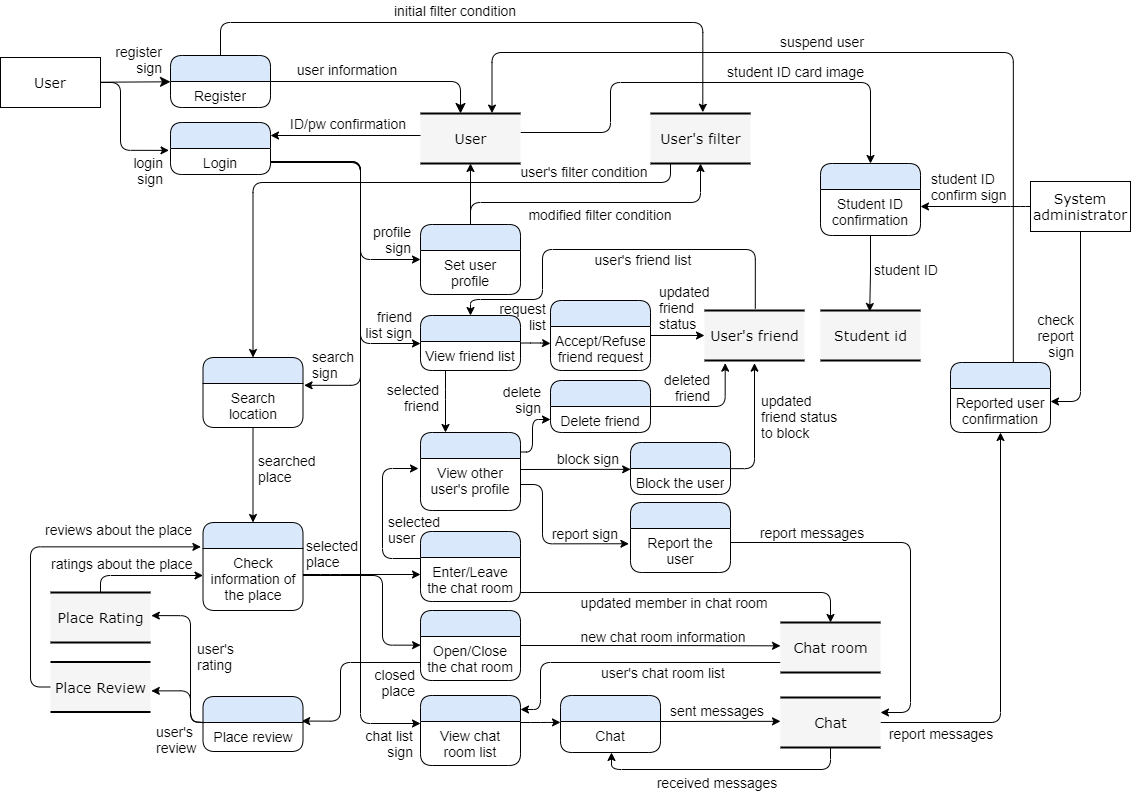 initial filter condition
suspend user
register
sign
user information
student ID card image
User
Register
ID/pw confirmation
User
User's filter
Login
login
sign
user's filter condition
student ID
confirm sign
System
administrator
Student ID
confirmation
modified filter condition
profile
sign
Set user
profile
user's friend list
student ID
request
list
updated
friend
status
friend
list sign
View friend list
Accept/Refuse
friend request
User's friend
Student id
check
report
sign
search
sign
Search
location
selected
friend
delete
sign
Delete friend
deleted
friend
updated
friend status
to block
Reported user
confirmation
searched
place
View other
user's profile
block sign
Block the user
selected
user
report sign
Report the
user
report messages
reviews about the place
ratings about the place
Check
information of
the place
selected
place
Enter/Leave
the chat room
updated member in chat room
Place Rating
user's
rating
Open/Close
the chat room
new chat room information
Chat room
closed
place
user's chat room list
Place Review
user's
review
Place review
chat list
sign
View chat
room list
Chat
sent messages
Chat
report messages
received messages